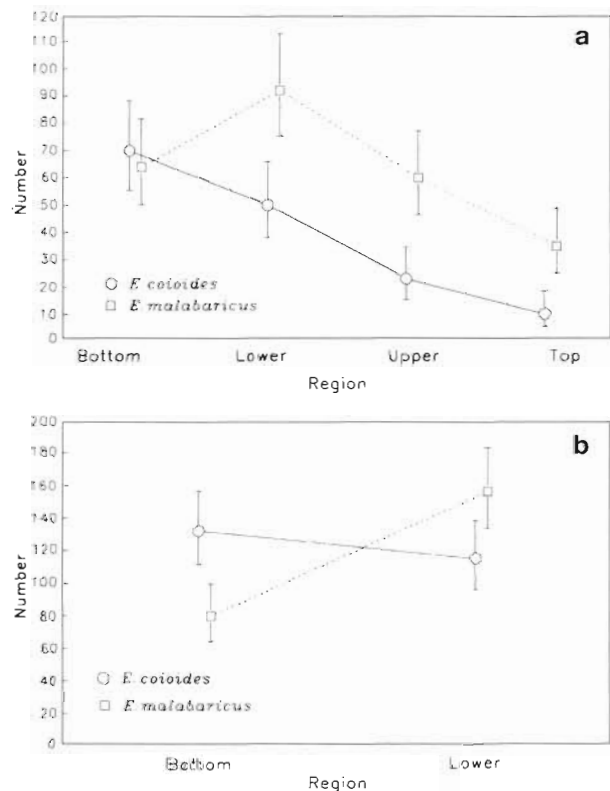 a
120
110
100
90
80
70
60
50
40
30
20
10
0
Number
E coioides
E malabaricus
Bottom Lower Upper Top
Region
b
200
180
160
140
120
100
80
60
40
20
0
Number
E coioides
E malabaricus
Bottom Lower
Region